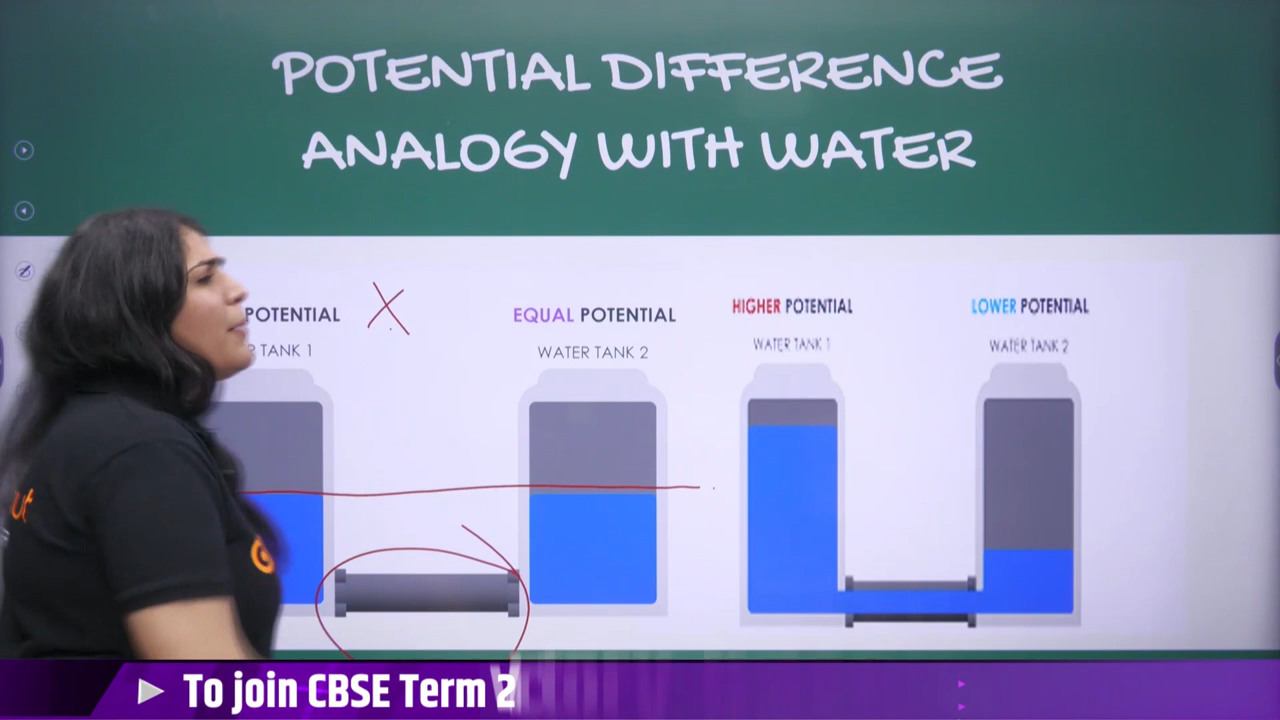 POTENTIAL DIFFERENCE
ANALOGY WITH WATER
POTENTIAL
EQUAL POTENTIAL
HIGHER POTENTIAL
LOWER POTENTIAL
TANK 1
WATER TANK 2
WATER TANK 1
WATER TANK 2
To join CBSE Term 2